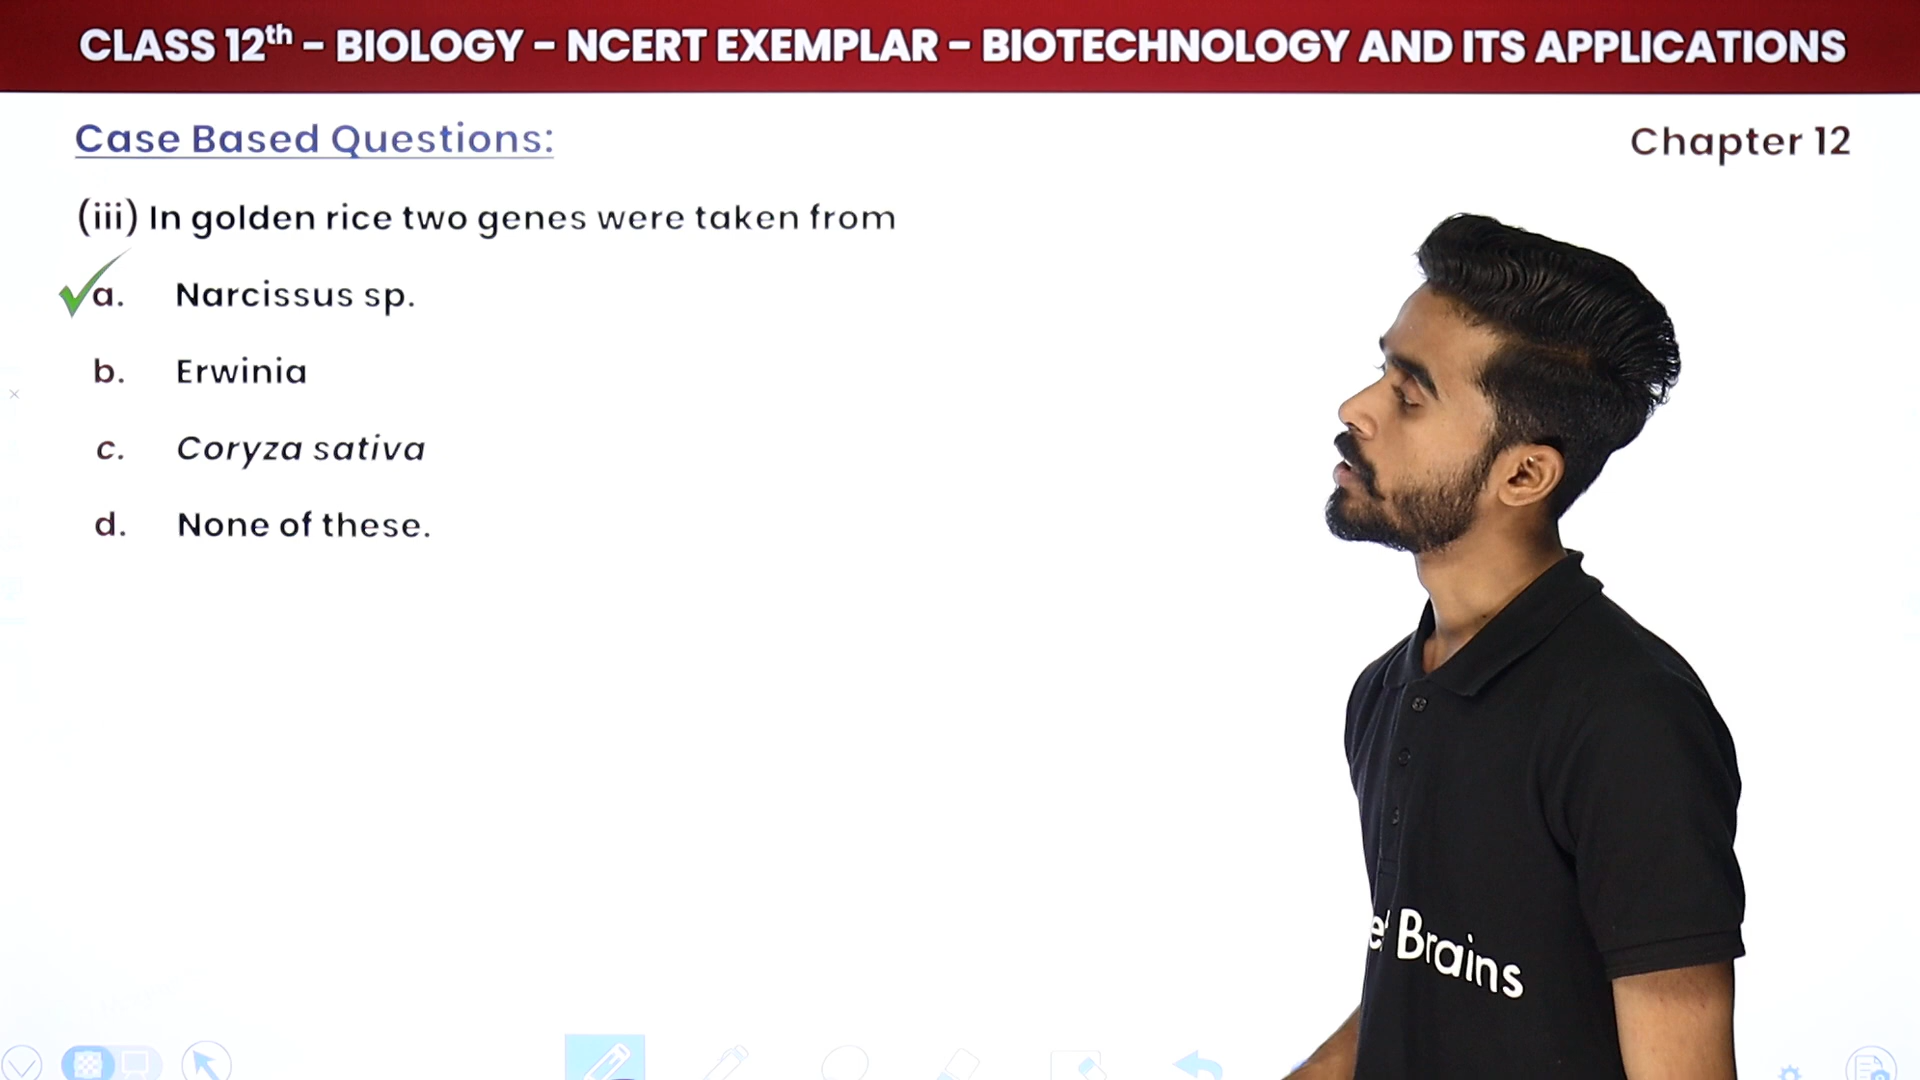 CLASS 12th - BIOLOGY - NCERT EXEMPLAR - BIOTECHNOLOGY AND ITS APPLICATIONS
Case Based Questions:
Chapter 12
(iii) In golden rice two genes were taken from
a. Narcissus sp.
b. Erwinia
c. Coryza sativa
d. None of these.
Brains